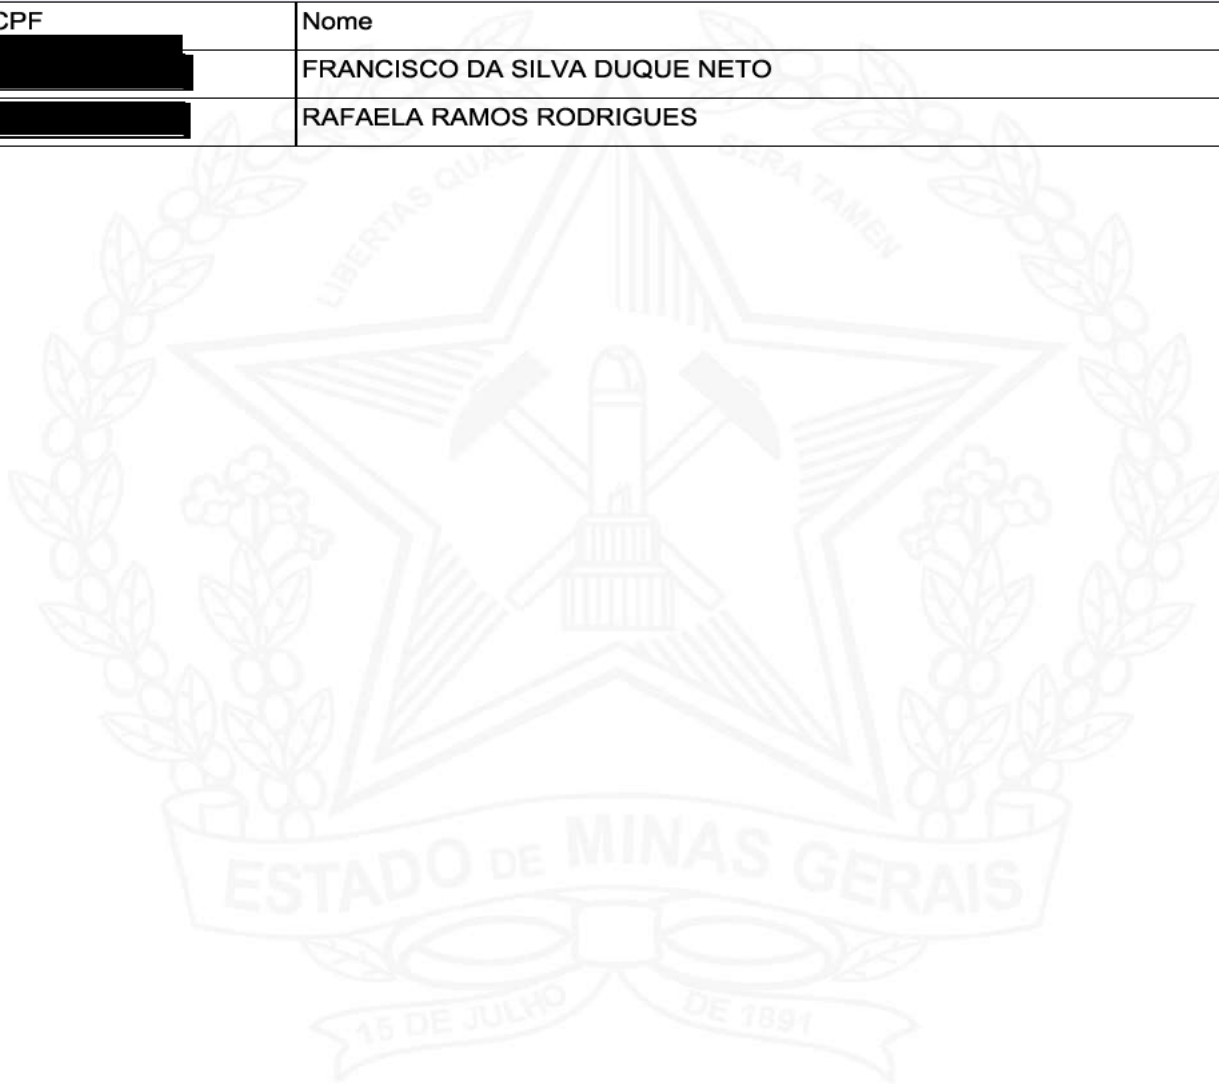 CPF Nome
FRANCISCO DA SILVA DUQUE NETO
RAFAELA RAMOS RODRIGUES
LIBERTAS QUAE SERA TAMEN
ESTADO DE MINAS GERAIS
15 DE JULHO DE 1891